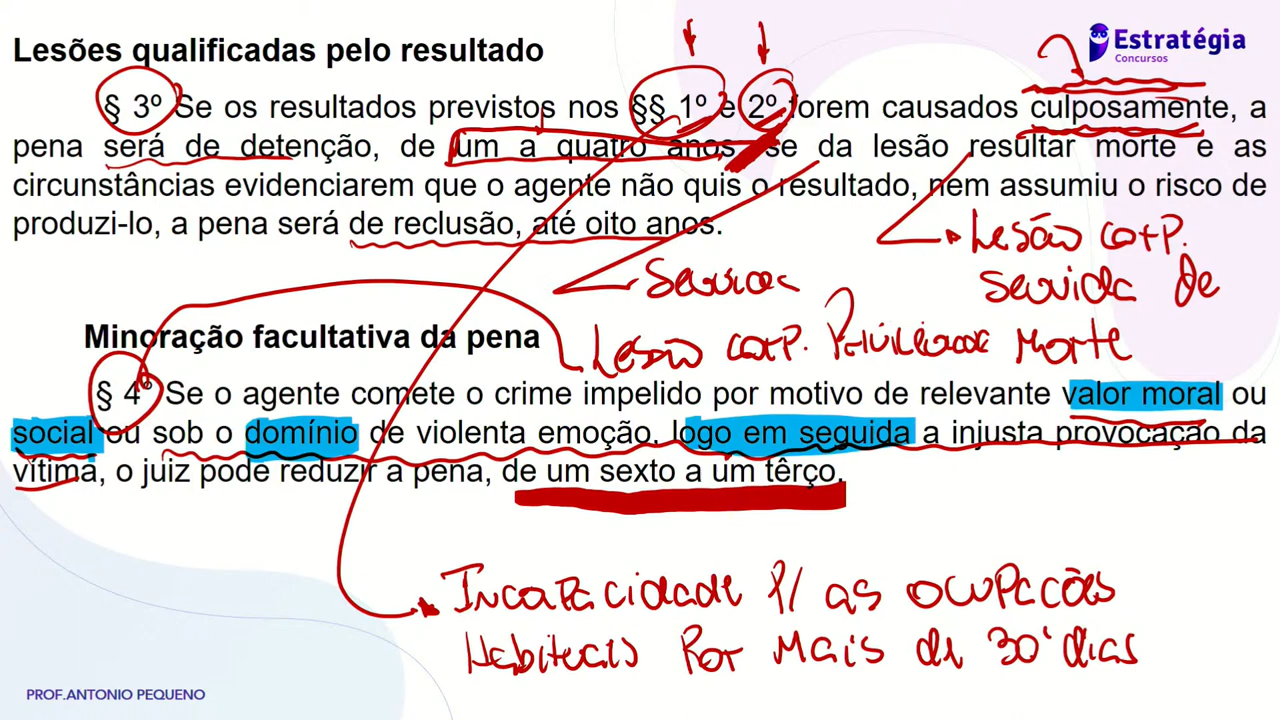 Lesões qualificadas pelo resultado
Estratégia
Concursos
§ 3º Se os resultados previstos nos §§ 1º e 2º forem causados culposamente, a
pena será de detenção, de um a quatro anos se da lesão resultar morte e as
circunstâncias evidenciarem que o agente não quis o resultado, nem assumiu o risco de
produzi-lo, a pena será de reclusão, até oito anos.
Lesão corp.
seguida de
Morte
Minoração facultativa da pena
Lesão corp. Privilegiada
§ 4º Se o agente comete o crime impelido por motivo de relevante valor moral ou
social ou sob o domínio de violenta emoção, logo em seguida a injusta provocação da
vítima, o juiz pode reduzir a pena, de um sexto a um têrço.
Incapacidade p/ as ocupações
Habituais por mais de 30 dias
PROF.ANTONIO PEQUENO